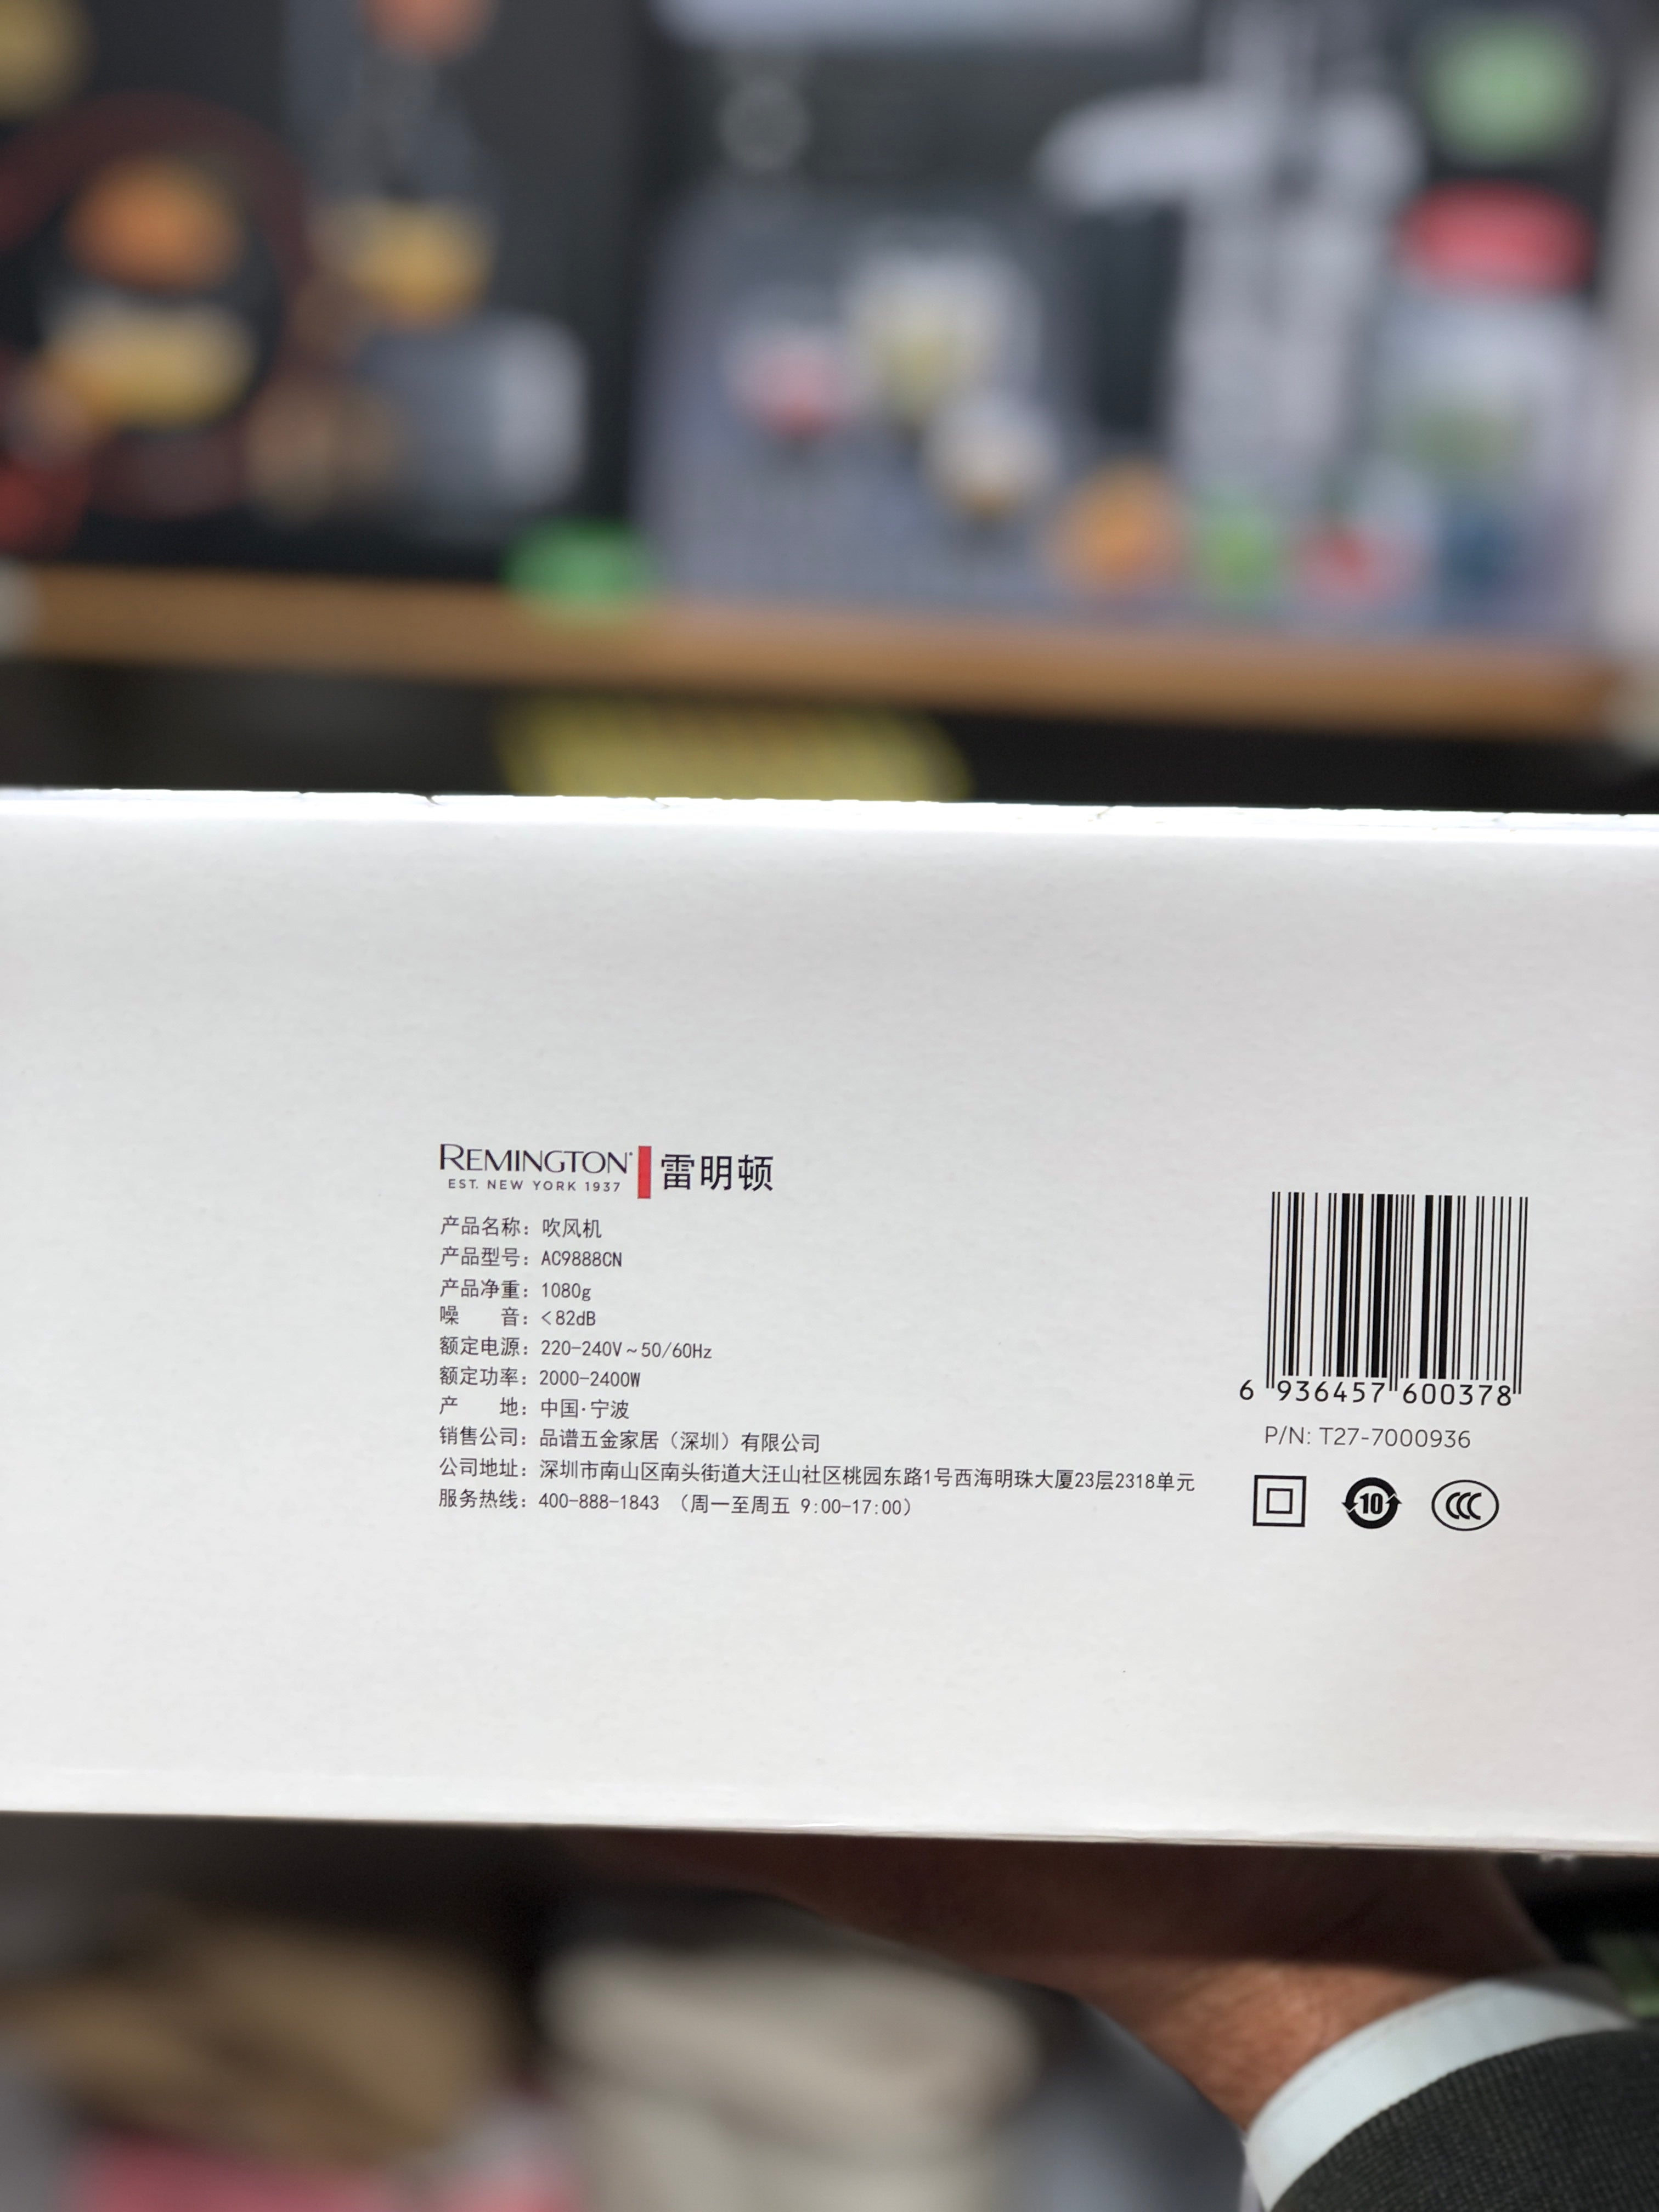 REMINGTON 雷明顿
EST. NEW YORK 1937
产品名称：吹风机
产品型号：AC9888CN
产品净重：1080g
噪　　音：<82dB
额定电源：220-240V~50/60Hz
额定功率：2000-2400W
产　　地：中国·宁波
销售公司：品谱五金家居（深圳）有限公司
公司地址：深圳市南山区南头街道大汪山社区桃园东路1号西海明珠大厦23层2318单元
服务热线：400-888-1843 （周一至周五 9:00-17:00）
6 936457 600378
P/N: T27-7000936
10
CCC